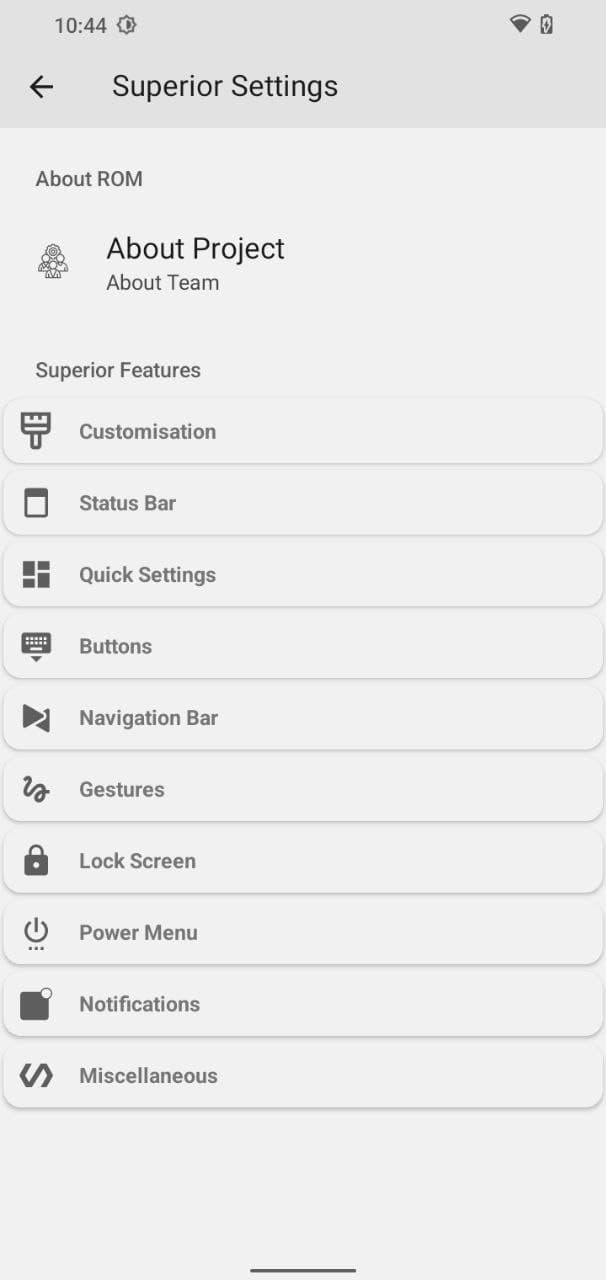 10:44
Superior Settings
About ROM
About Project
About Team
Superior Features
Customisation
Status Bar
Quick Settings
Buttons
Navigation Bar
Gestures
Lock Screen
Power Menu
Notifications
Miscellaneous